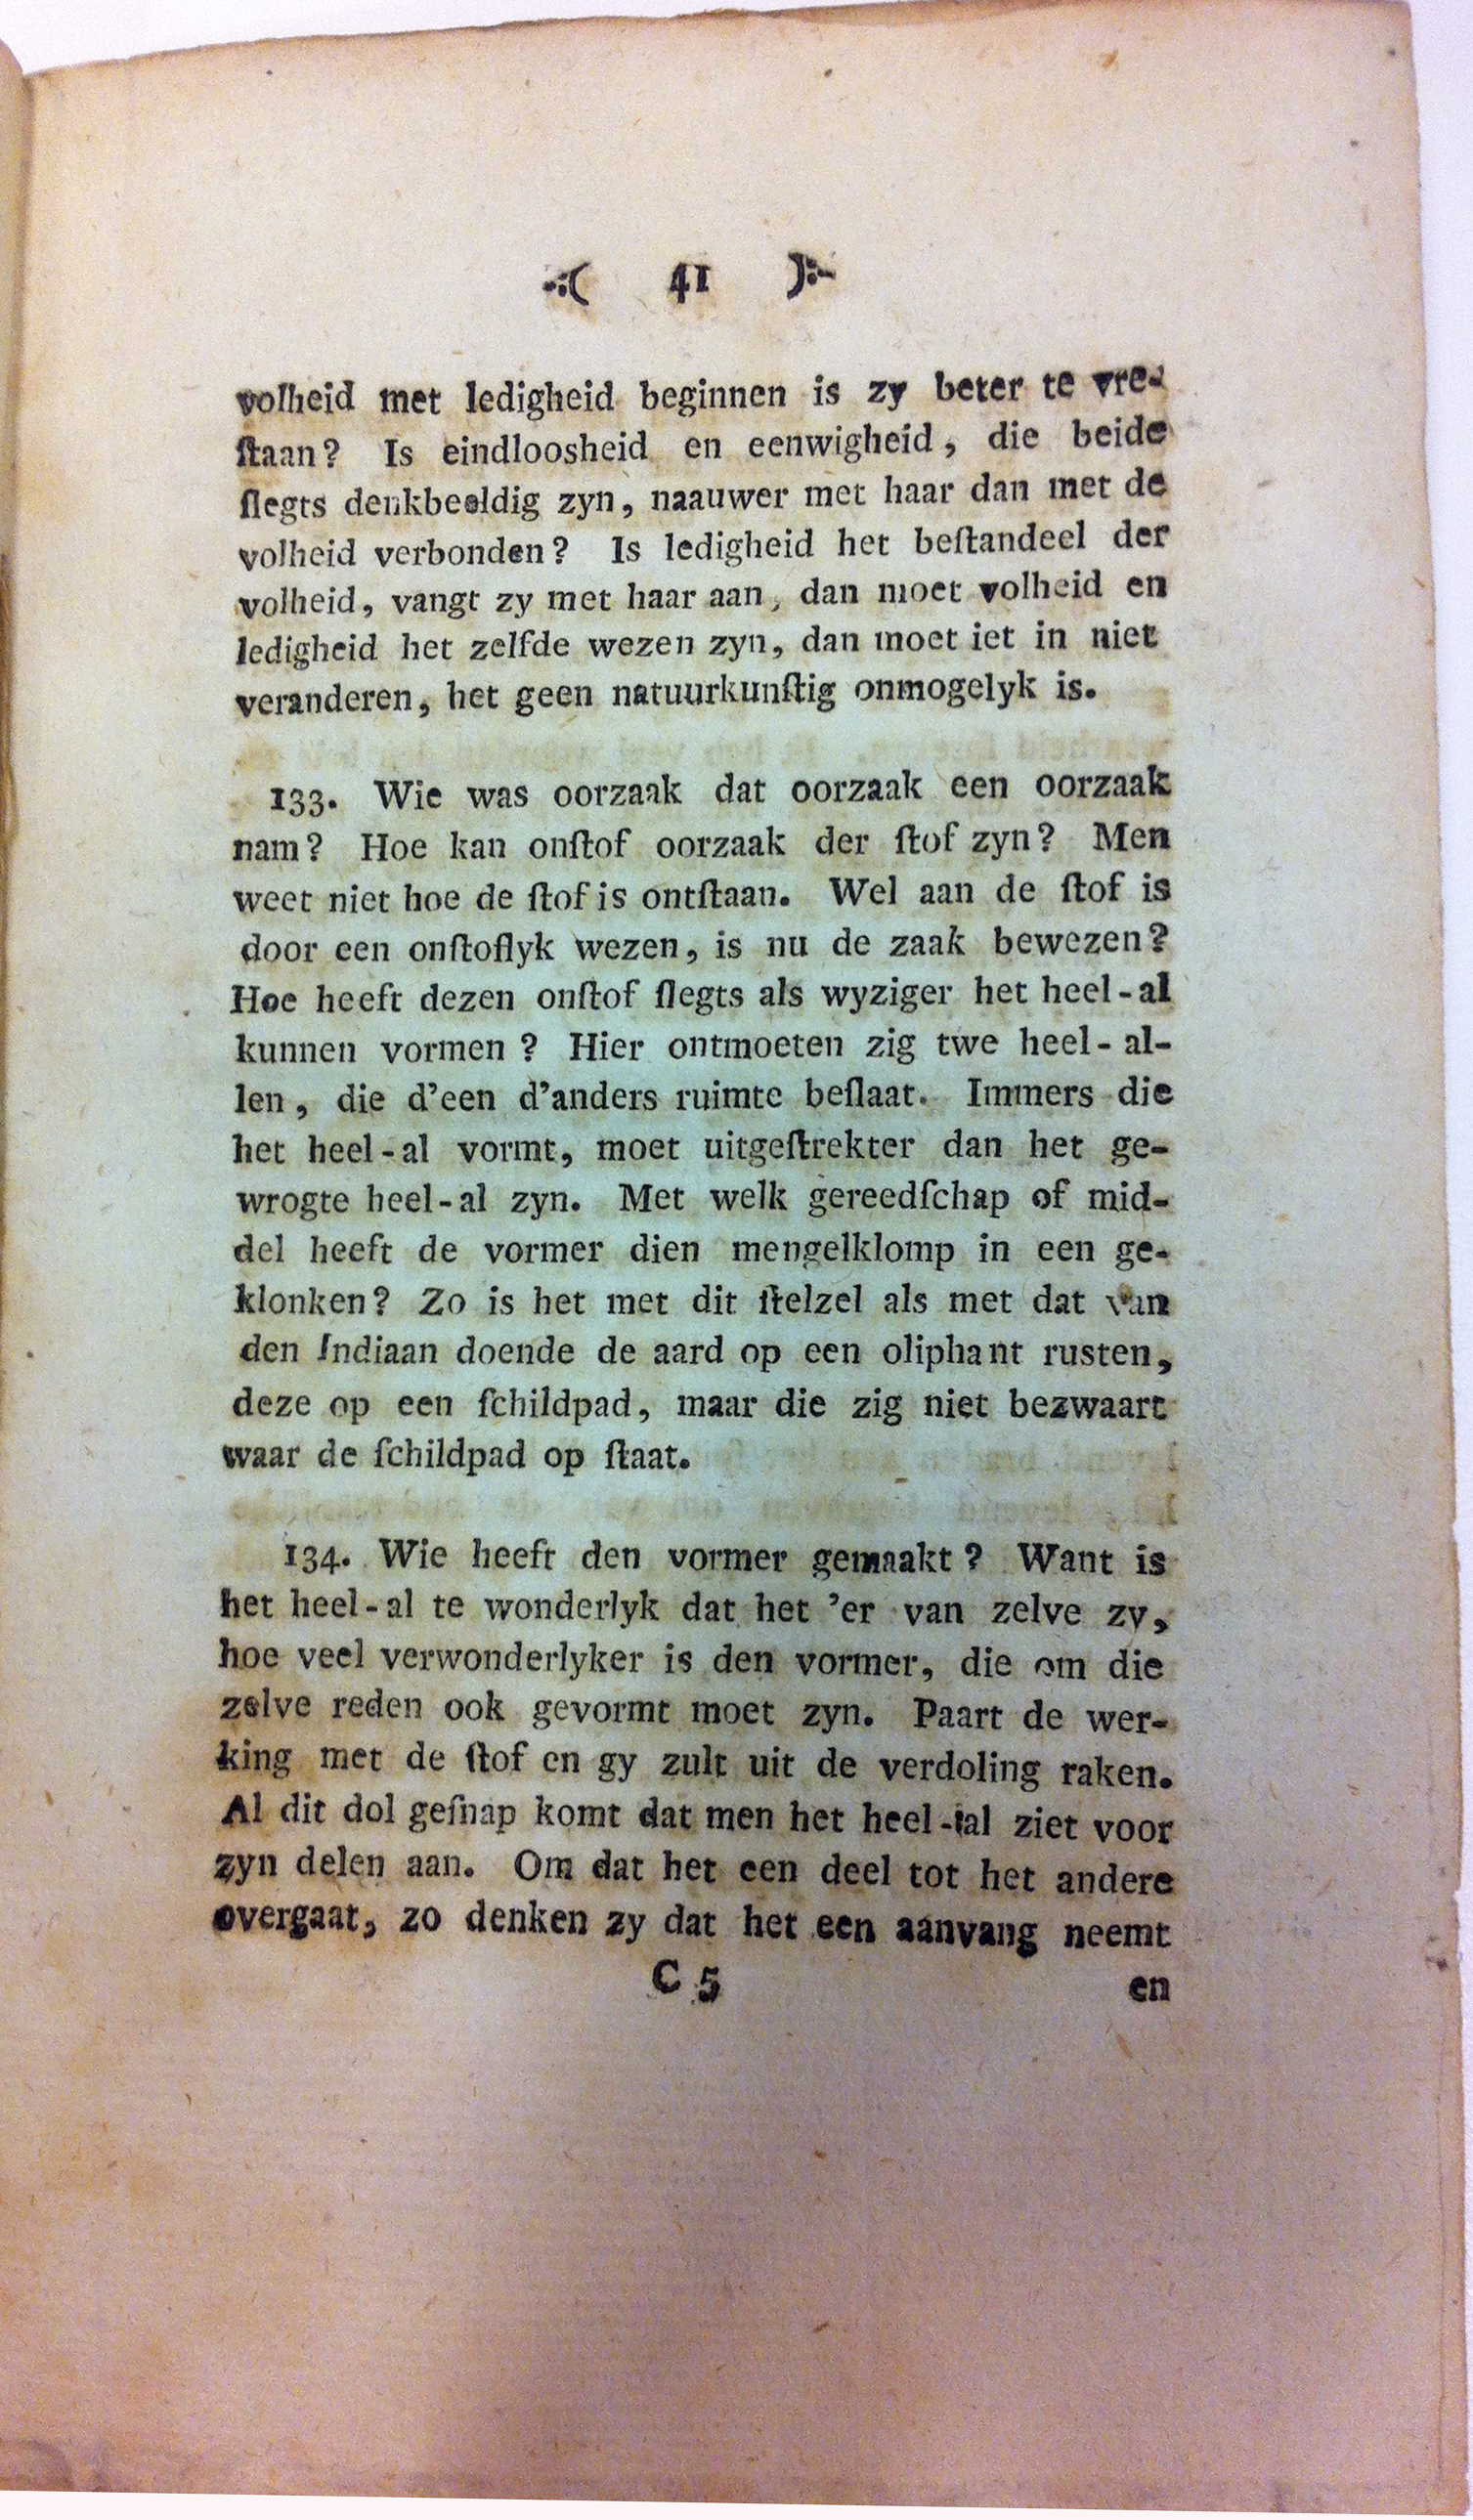 ·:( 41 ):·
volheid met ledigheid beginnen is zy beter te vre-
ſtaan? Is eindloosheid en eenwigheid, die beide
ſlegts denkbeeldig zyn, naauwer met haar dan met de
volheid verbonden? Is ledigheid het beſtandeel der
volheid, vangt zy met haar aan, dan moet volheid en
ledigheid het zelfde wezen zyn, dan moet iet in niet
veranderen, het geen natuurkunſtig onmogelyk is.
133. Wie was oorzaak dat oorzaak een oorzaak
nam? Hoe kan onſtof oorzaak der ſtof zyn? Men
weet niet hoe de ſtof is ontſtaan. Wel aan de ſtof is
door een onſtoflyk wezen, is nu de zaak bewezen?
Hoe heeft dezen onſtof ſlegts als wyziger het heel-al
kunnen vormen? Hier ontmoeten zig twe heel-al-
len, die d'een d'anders ruimte beſlaat. Immers die
het heel-al vormt, moet uitgeſtrekter dan het ge-
wrogte heel-al zyn. Met welk gereedſchap of mid-
del heeft de vormer dien mengelklomp in een ge-
klonken? Zo is het met dit ſtelzel als met dat van
den Indiaan doende de aard op een oliphant rusten,
deze op een ſchildpad, maar die zig niet bezwaart
waar de ſchildpad op ſtaat.
134. Wie heeft den vormer gemaakt? Want is
het heel-al te wonderlyk dat het 'er van zelve zy,
hoe veel verwonderlyker is den vormer, die om die
zelve reden ook gevormt moet zyn. Paart de wer-
king met de ſtof en gy zult uit de verdoling raken.
Al dit dol geſnap komt dat men het heel-al ziet voor
zyn delen aan. Om dat het een deel tot het andere
overgaat, zo denken zy dat het een aanvang neemt
C 5 en